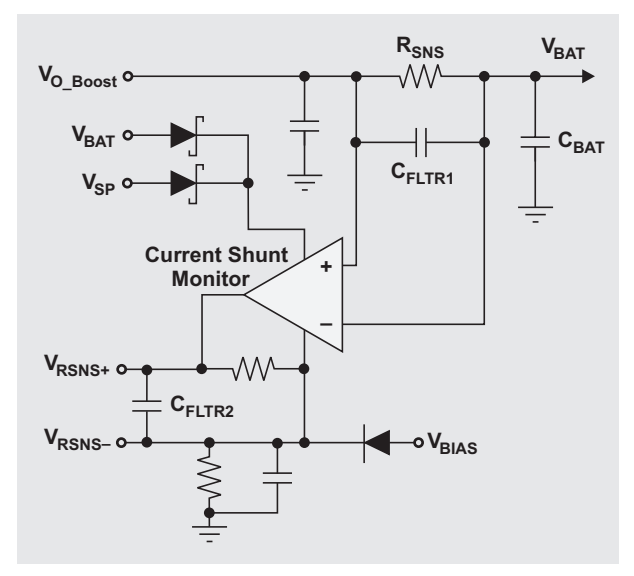 R_SNS
V_BAT
V_O_Boost
V_BAT
C_BAT
V_SP
C_FLTR1
Current Shunt
Monitor
+
–
V_RSNS+
C_FLTR2
V_RSNS–
V_BIAS